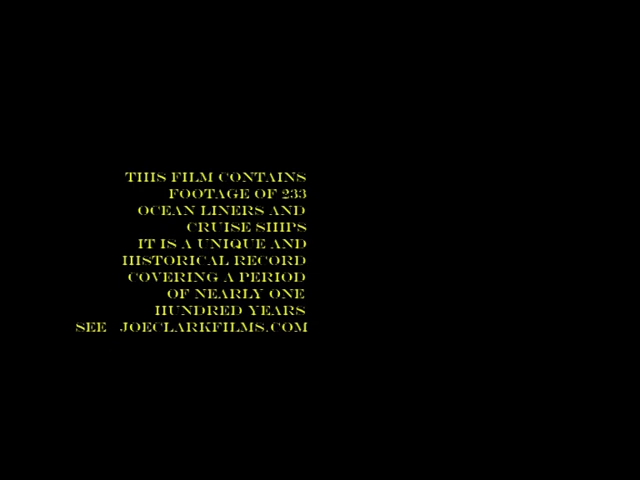 THIS FILM CONTAINS
FOOTAGE OF 233
OCEAN LINERS AND
CRUISE SHIPS
IT IS A UNIQUE AND
HISTORICAL RECORD
COVERING A PERIOD
OF NEARLY ONE
HUNDRED YEARS
SEE JOECLARKFILMS.COM